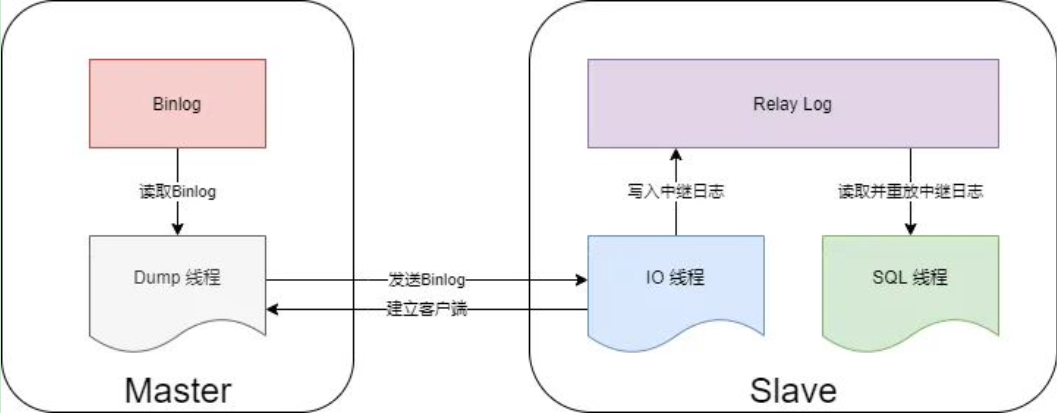 Binlog
读取Binlog
Dump 线程
Master
发送Binlog
建立客户端
Relay Log
写入中继日志
读取并重放中继日志
IO 线程
SQL 线程
Slave